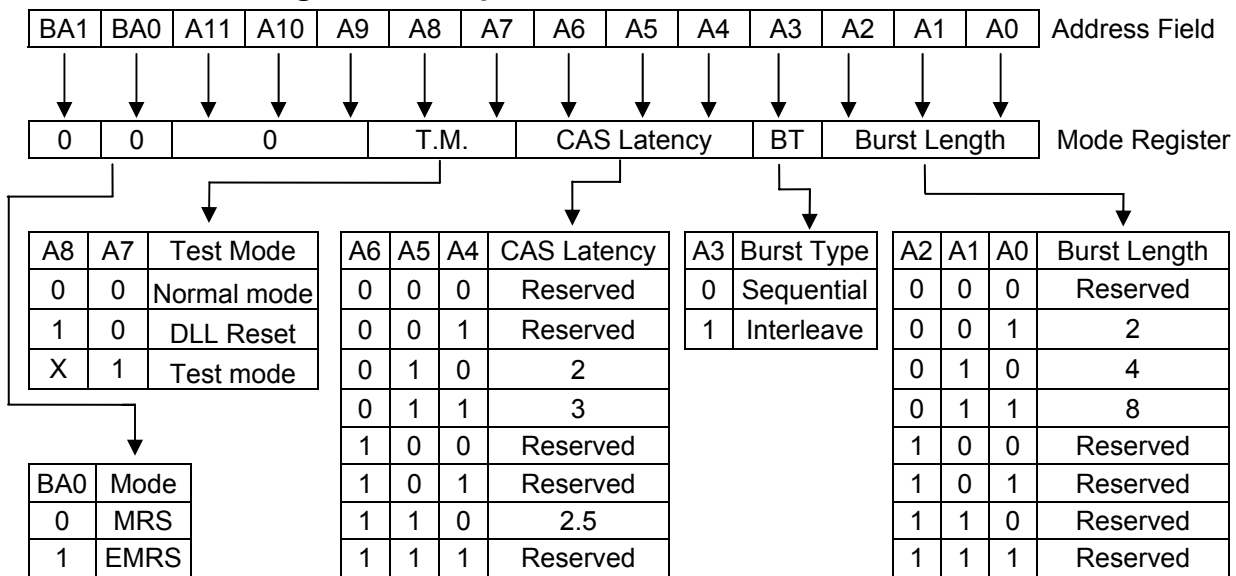 BA1 BA0 A11 A10 A9 A8 A7 A6 A5 A4 A3 A2 A1 A0 Address Field
0 0 0 T.M. CAS Latency BT Burst Length Mode Register
A8 A7 Test Mode
0 0 Normal mode
1 0 DLL Reset
X 1 Test mode
BA0 Mode
0 MRS
1 EMRS
A6 A5 A4 CAS Latency
0 0 0 Reserved
0 0 1 Reserved
0 1 0 2
0 1 1 3
1 0 0 Reserved
1 0 1 Reserved
1 1 0 2.5
1 1 1 Reserved
A3 Burst Type
0 Sequential
1 Interleave
A2 A1 A0 Burst Length
0 0 0 Reserved
0 0 1 2
0 1 0 4
0 1 1 8
1 0 0 Reserved
1 0 1 Reserved
1 1 0 Reserved
1 1 1 Reserved